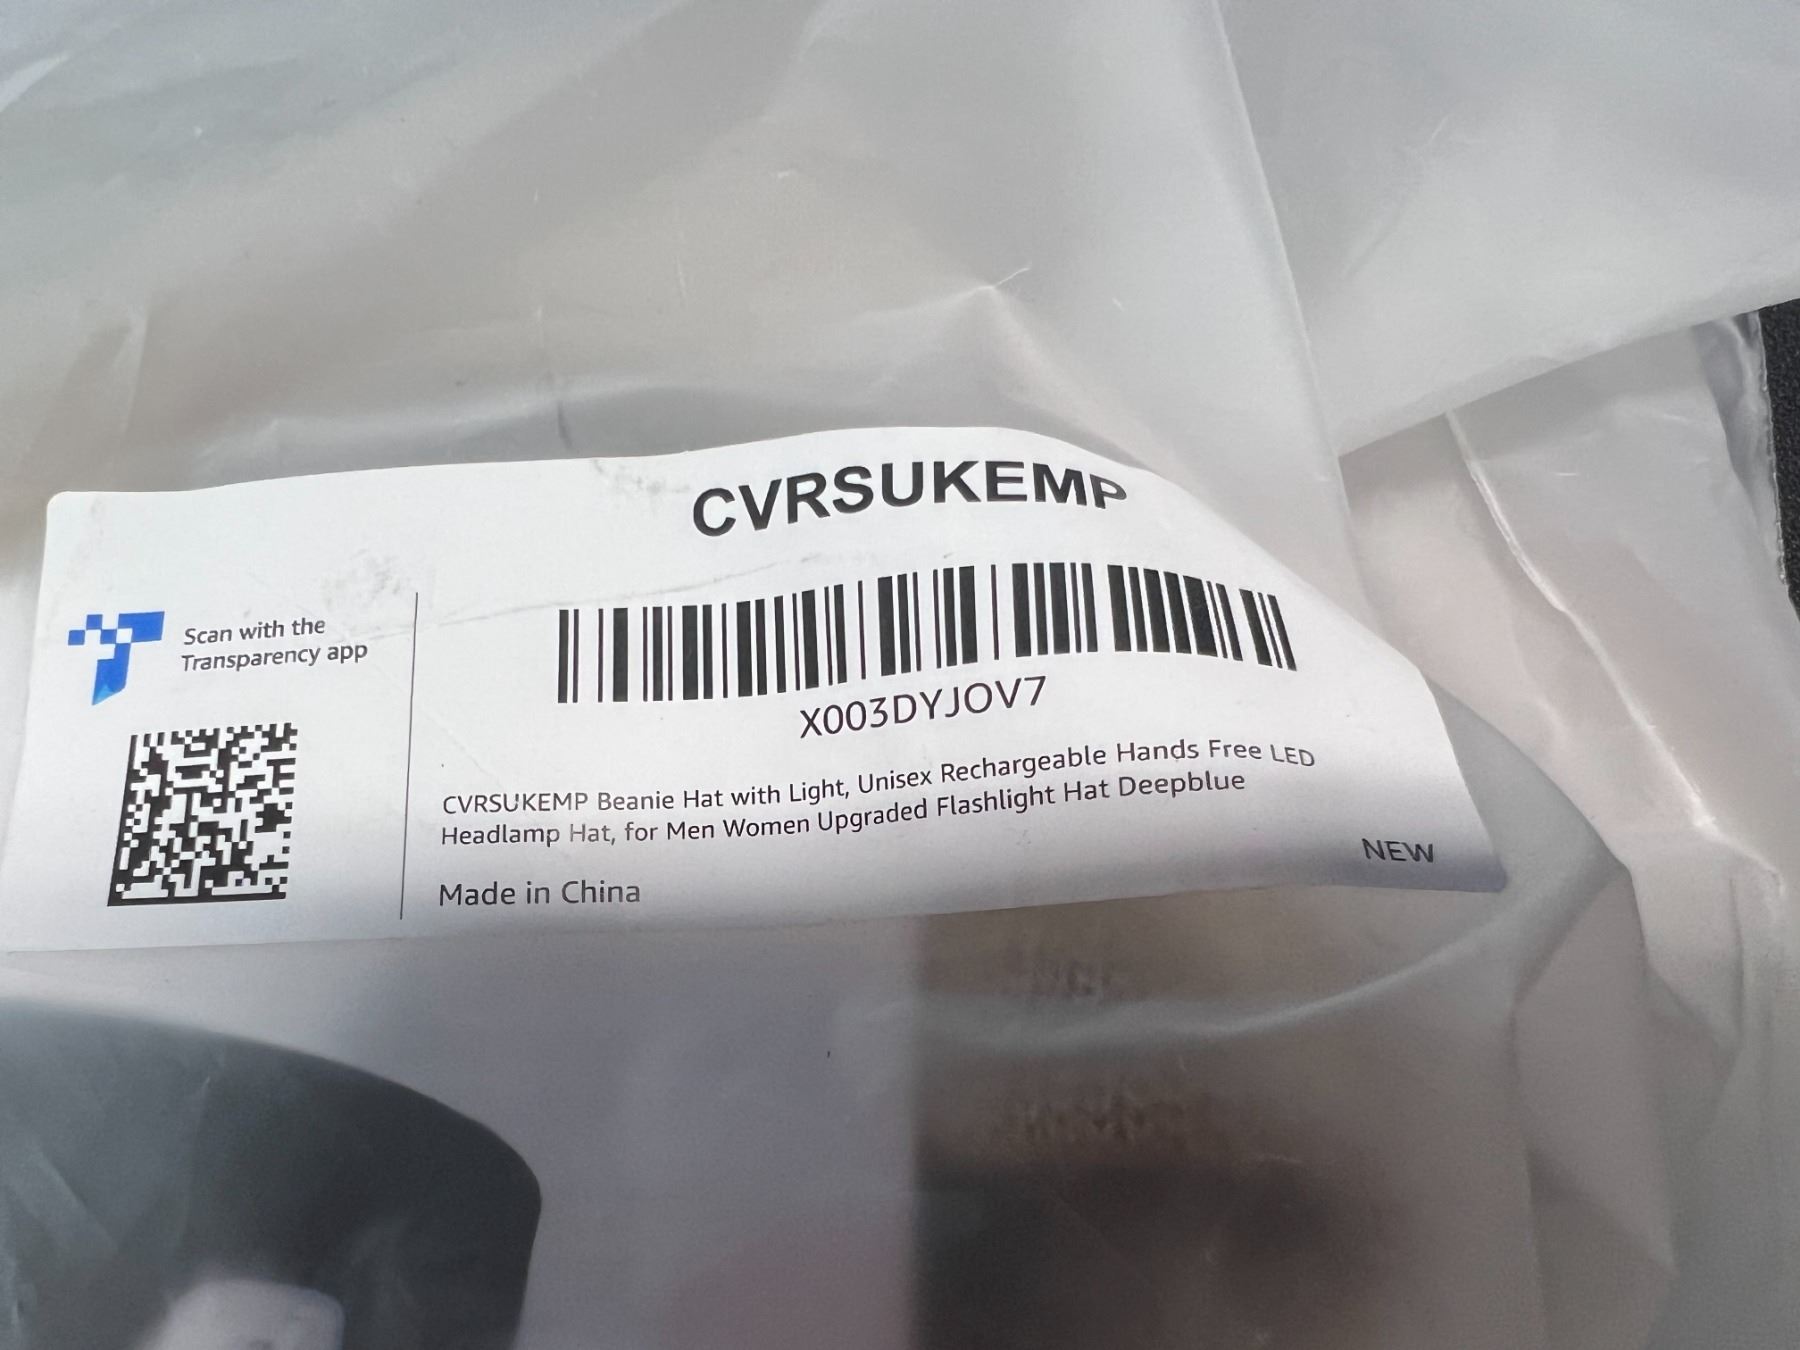 CVRSUKEMP
Scan with the
Transparency app
X003DYJOV7
CVRSUKEMP Beanie Hat with Light, Unisex Rechargeable Hands Free LED
Headlamp Hat, for Men Women Upgraded Flashlight Hat Deepblue
NEW
Made in China